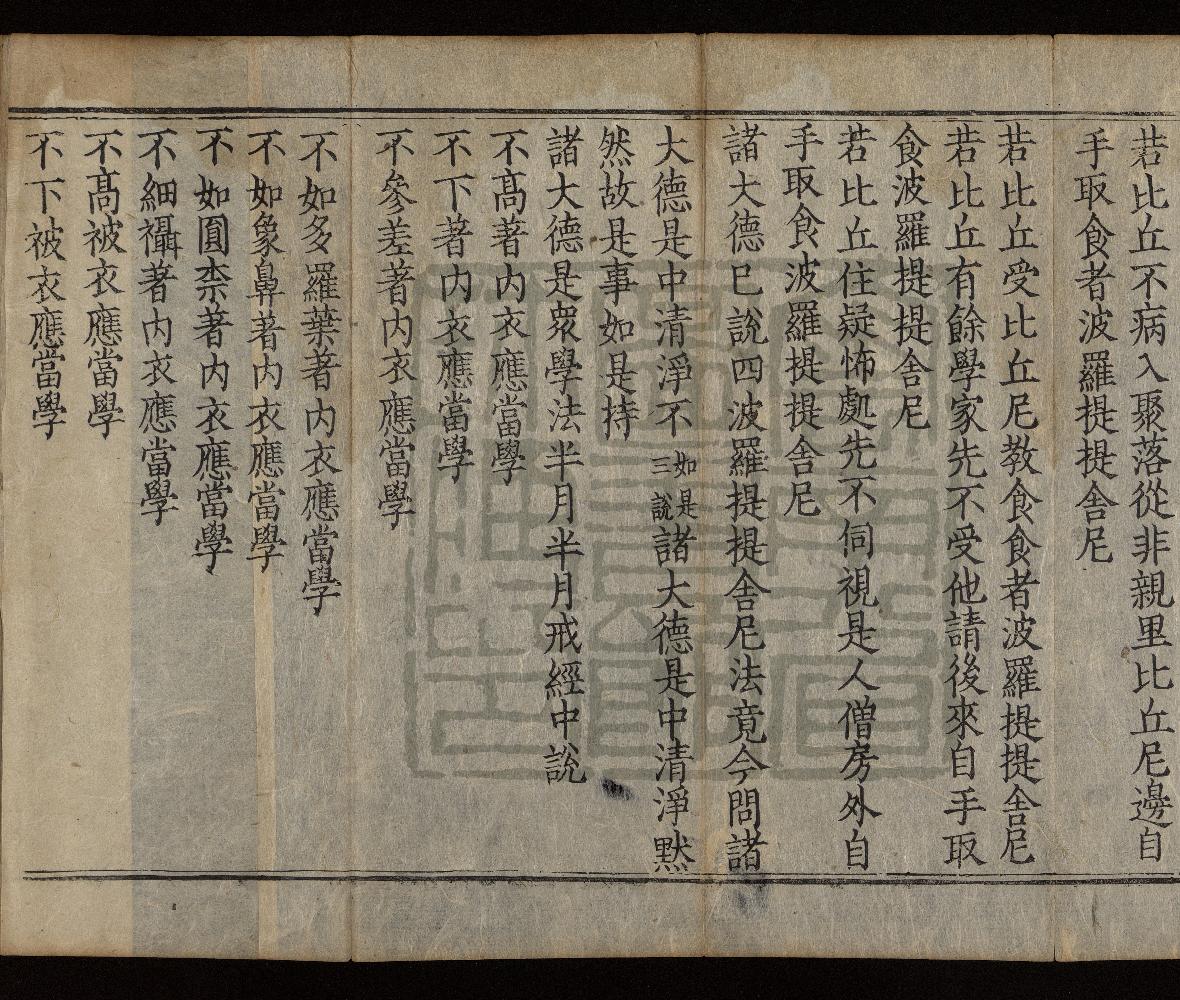 若比丘不病入聚落從非親里比丘尼邊自
手取食者波羅提提舍尼
若比丘受比丘尼教食食者波羅提提舍尼
若比丘有餘學家先不受他請後來自手取
食波羅提提舍尼
若比丘住疑怖處先不伺視是人僧房外自
手取食波羅提提舍尼
諸大德已說四波羅提提舍尼法竟今問諸
大德是中清淨不如是三說諸大德是中清淨黙
然故是事如是持
諸大德是衆學法半月半月戒經中說
不髙著内衣應當學
不下著内衣應當學
不參差著内衣應當學
不如多羅葉著内衣應當學
不如象鼻著内衣應當學
不如圓柰著内衣應當學
不細襵著内衣應當學
不髙被衣應當學
不下被衣應當學